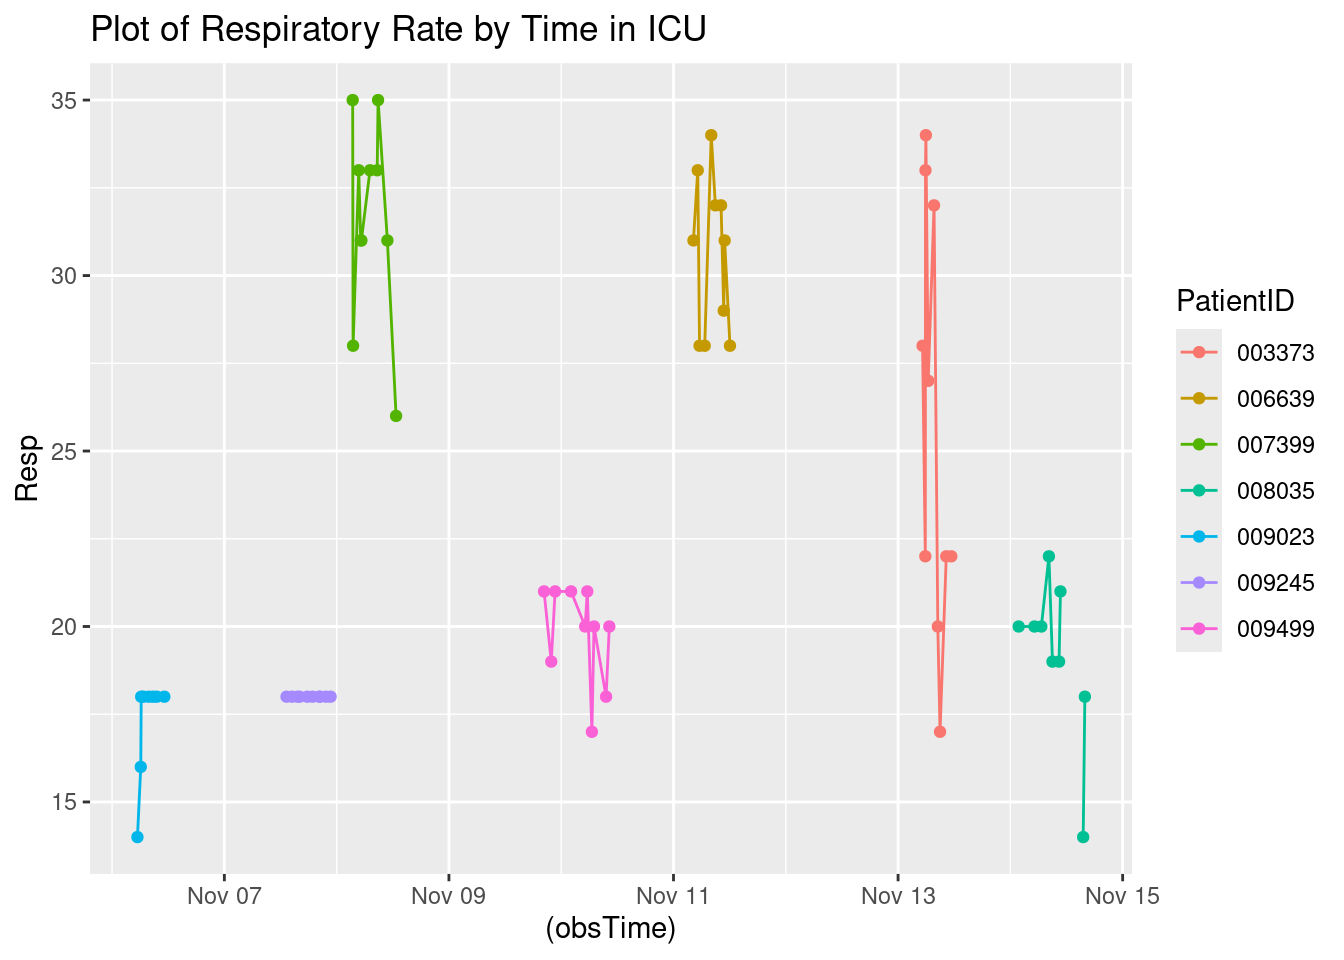 Plot of Respiratory Rate by Time in ICU
35
30
25
20
15
Resp
Nov 07
Nov 09
Nov 11
Nov 13
Nov 15
(obsTime)
PatientID
003373
006639
007399
008035
009023
009245
009499